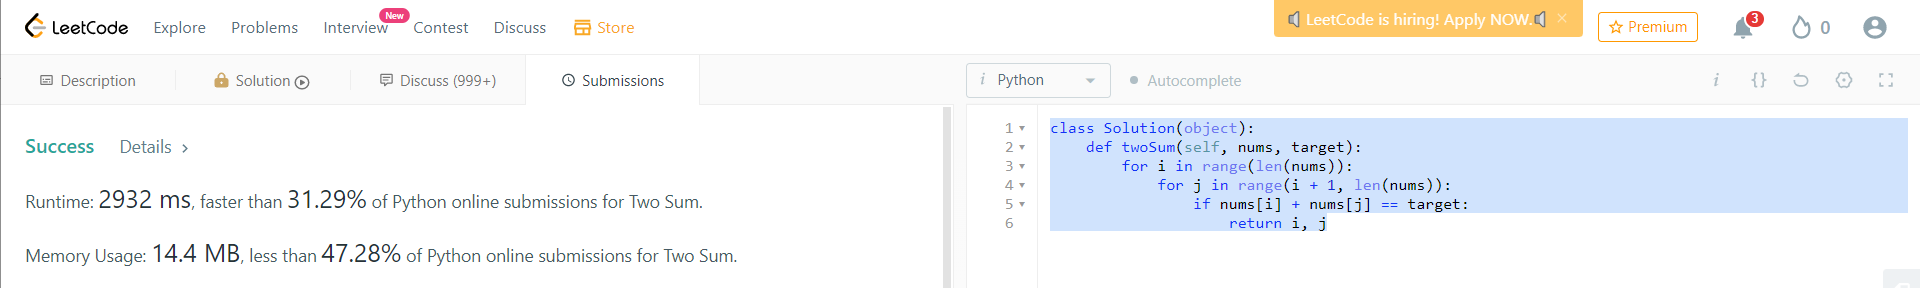 LeetCode Explore Problems Interview New Contest Discuss Store LeetCode is hiring! Apply NOW. × Premium 3 0
Description Solution Discuss (999+) Submissions
i Python Autocomplete i {}
Success Details >
Runtime: 2932 ms, faster than 31.29% of Python online submissions for Two Sum.
Memory Usage: 14.4 MB, less than 47.28% of Python online submissions for Two Sum.
1 class Solution(object):
2     def twoSum(self, nums, target):
3         for i in range(len(nums)):
4             for j in range(i + 1, len(nums)):
5                 if nums[i] + nums[j] == target:
6                     return i, j